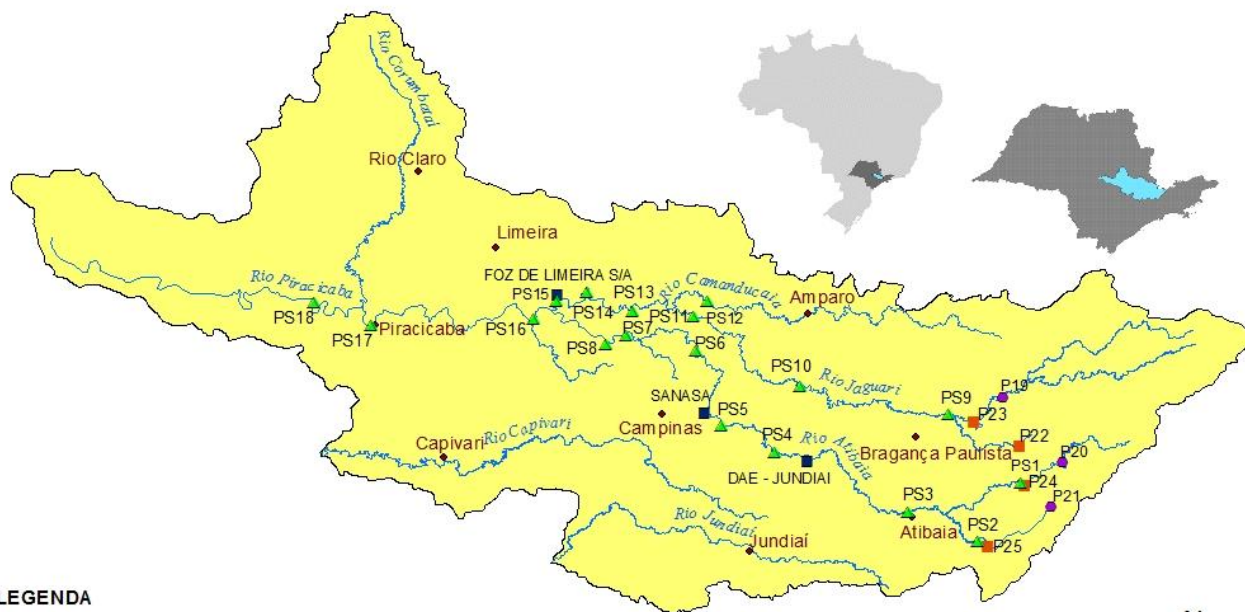 Rio Corumbataí
Rio Claro
Limeira
FOZ DE LIMEIRA S/A
Rio Camanducaia
Amparo
Rio Piracicaba
PS15
PS13
PS18
PS14
PS11
PS12
PS16
PS17
Piracicaba
PS7
PS8
PS6
PS10
Rio Jaguari
P19
PS9
P23
SANASA
PS5
Campinas
Capivari
Rio Capivari
PS4
Rio Atibaia
Bragança Paulista
P22
P20
DAE - JUNDIAI
PS1
P24
P21
PS3
Atibaia
Rio Jundiaí
Jundiaí
PS2
P25
LEGENDA